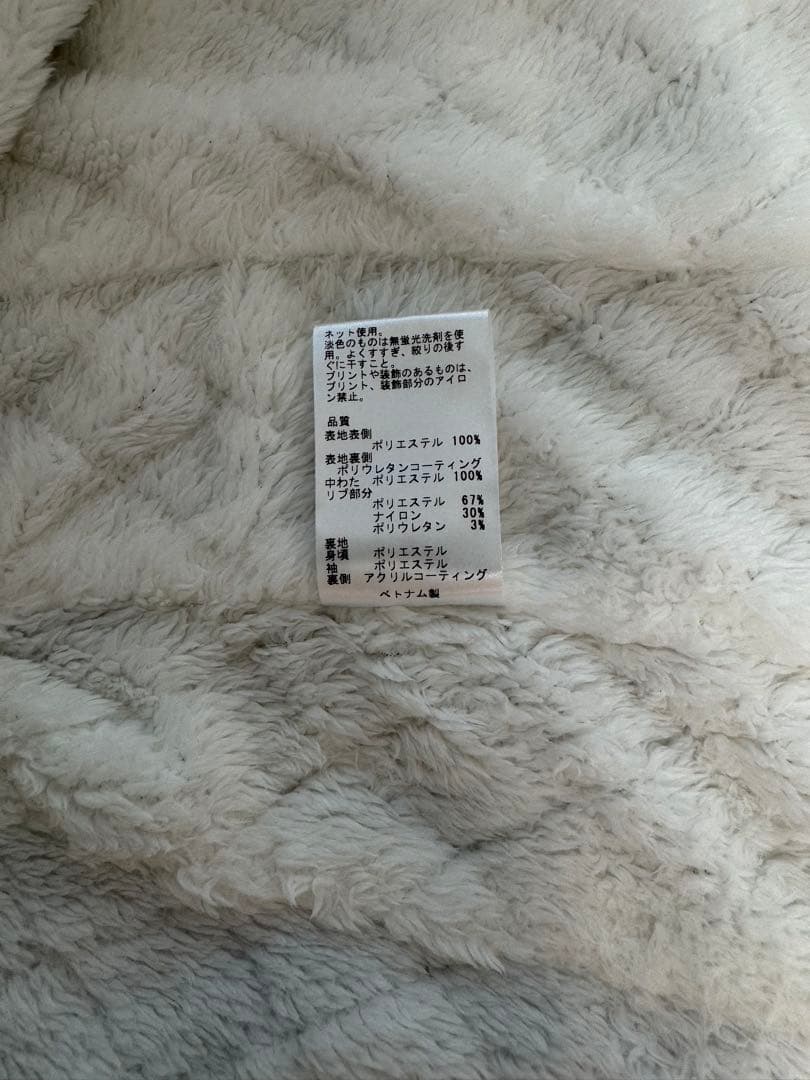 ネット使用。
淡色のものは無蛍光洗剤を使
用。よくすすぎ、絞りの後す
ぐに干すこと。
プリントや装飾のあるものは、
プリント、装飾部分のアイロ
ン禁止。
品質
表地表側
ポリエステル 100%
表地裏側
ポリウレタンコーティング
中わた ポリエステル 100%
リブ部分
ポリエステル 67%
ナイロン 30%
ポリウレタン 3%
裏地
身頃 ポリエステル
袖 ポリエステル
裏側 アクリルコーティング
ベトナム製